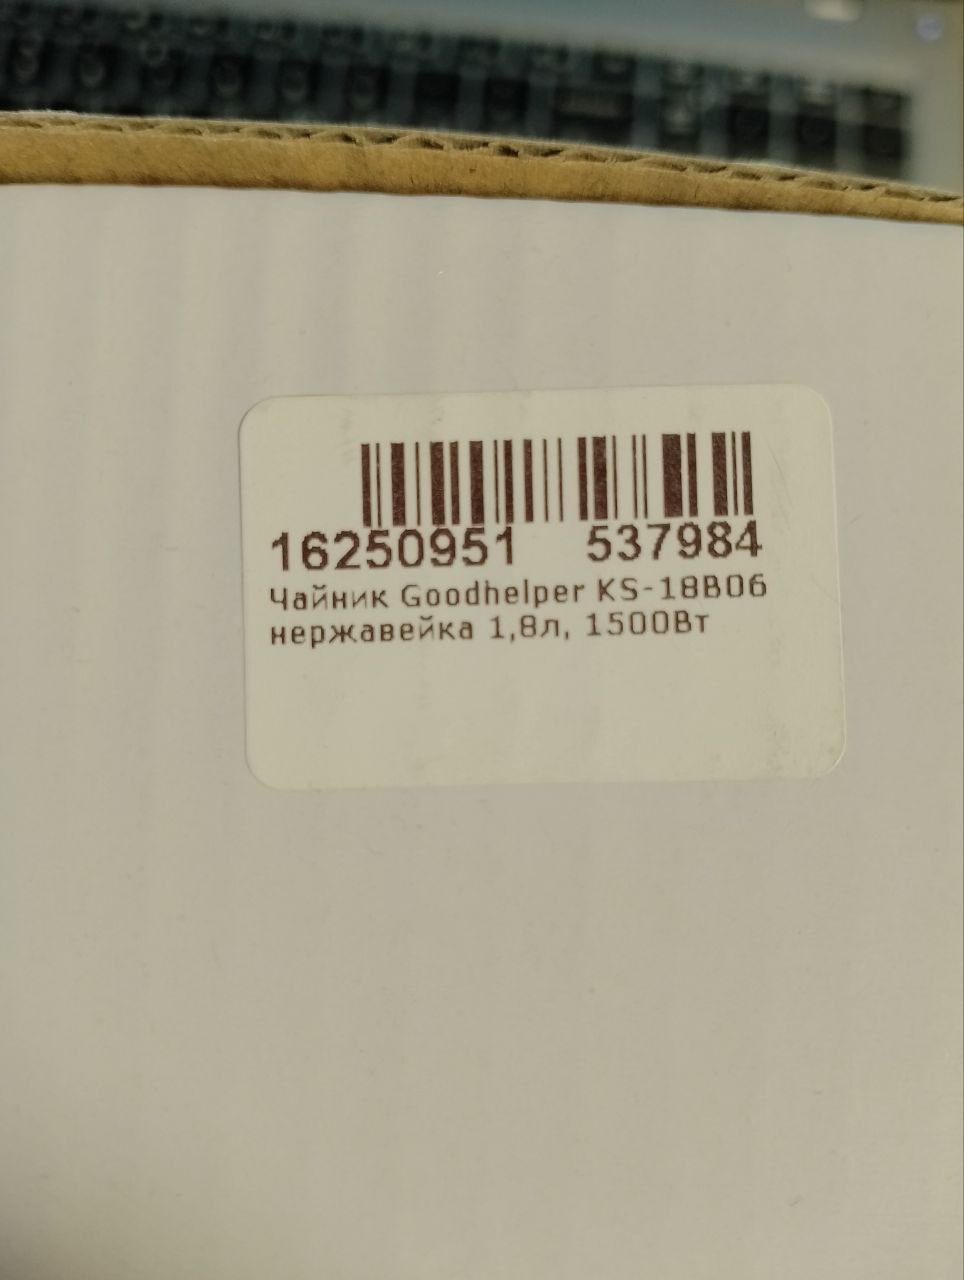 16250951 537984
Чайник Goodhelper KS-18B06
нержавейка 1,8л, 1500Вт